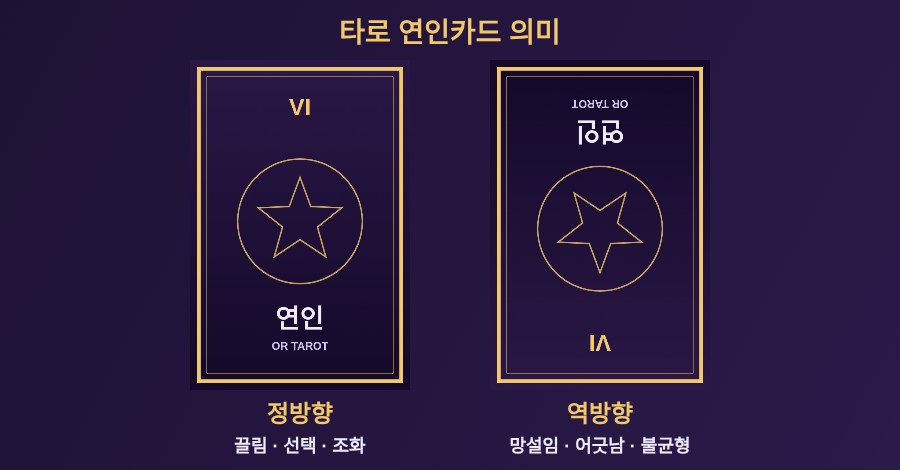 타로 연인카드 의미
VI
연인
OR TAROT
정방향
끌림 · 선택 · 조화
OR TAROT
연인
VI
역방향
망설임 · 어긋남 · 불균형